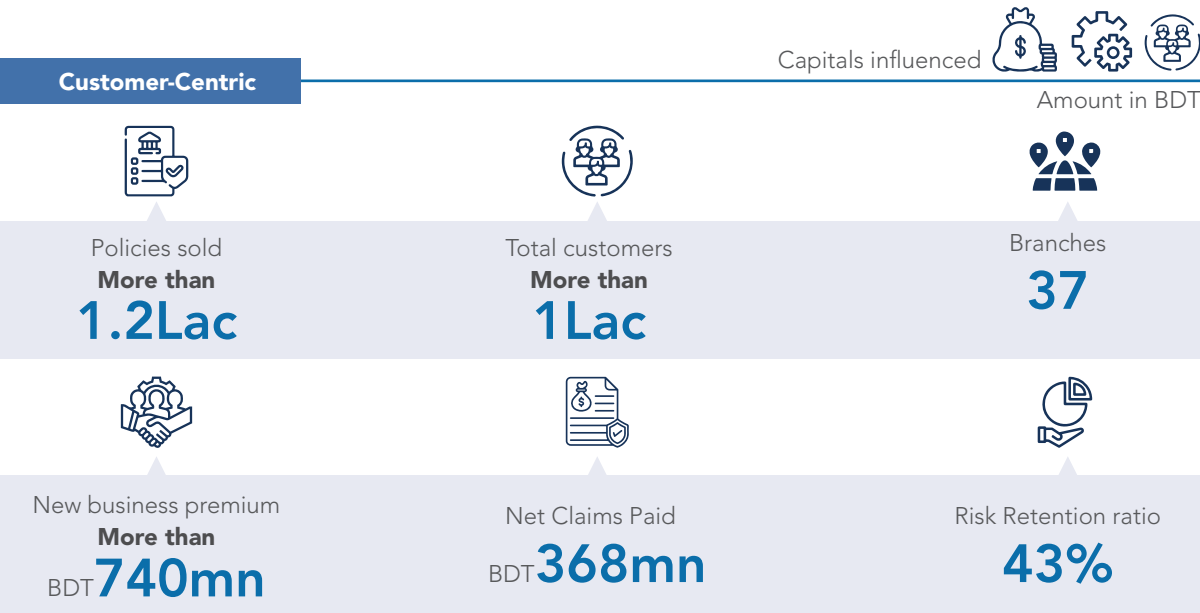 Capitals influenced
Customer-Centric
Amount in BDT
Policies sold
More than
1.2Lac
Total customers
More than
1Lac
Branches
37
New business premium
More than
BDT740mn
Net Claims Paid
BDT368mn
Risk Retention ratio
43%